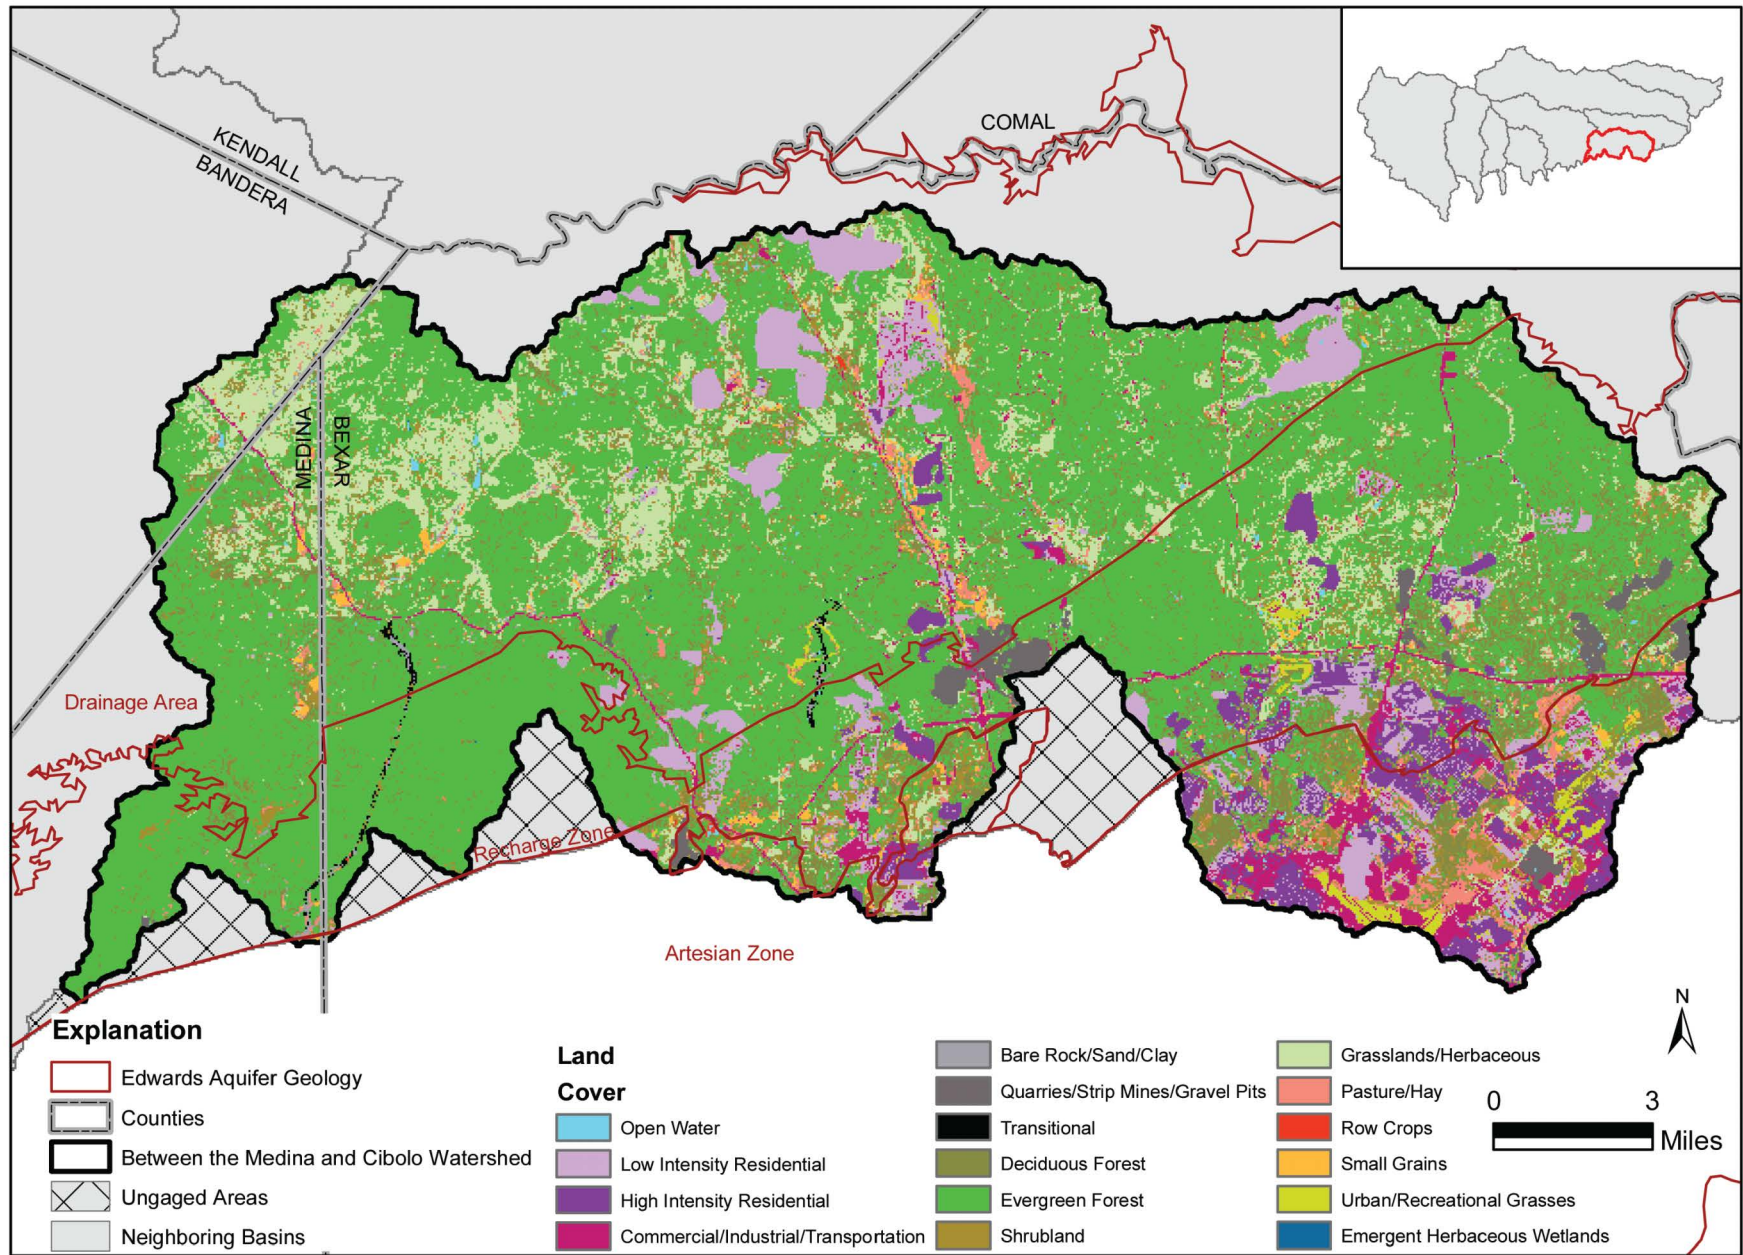 COMAL
KENDALL
BANDERA
MEDINA
BEXAR
Drainage Area
Recharge Zone
Artesian Zone
N
0 3
Miles
Explanation
Edwards Aquifer Geology
Counties
Between the Medina and Cibolo Watershed
Ungaged Areas
Neighboring Basins
Land
Cover
Open Water
Low Intensity Residential
High Intensity Residential
Commercial/Industrial/Transportation
Bare Rock/Sand/Clay
Quarries/Strip Mines/Gravel Pits
Transitional
Deciduous Forest
Evergreen Forest
Shrubland
Grasslands/Herbaceous
Pasture/Hay
Row Crops
Small Grains
Urban/Recreational Grasses
Emergent Herbaceous Wetlands